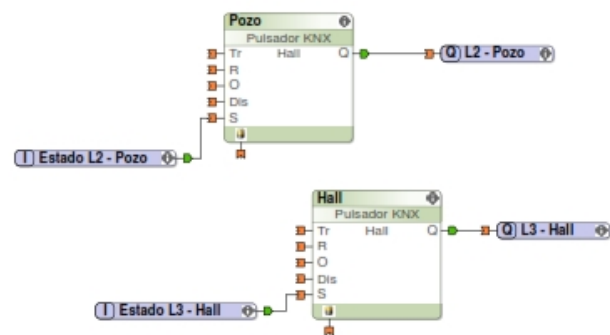 Pozo
Pulsador KNX
Tr Hall Q
R
O
Dis
S
Q L2 - Pozo
I Estado L2 - Pozo
Hall
Pulsador KNX
Tr Hall Q
R
O
Dis
S
Q L3 - Hall
I Estado L3 - Hall